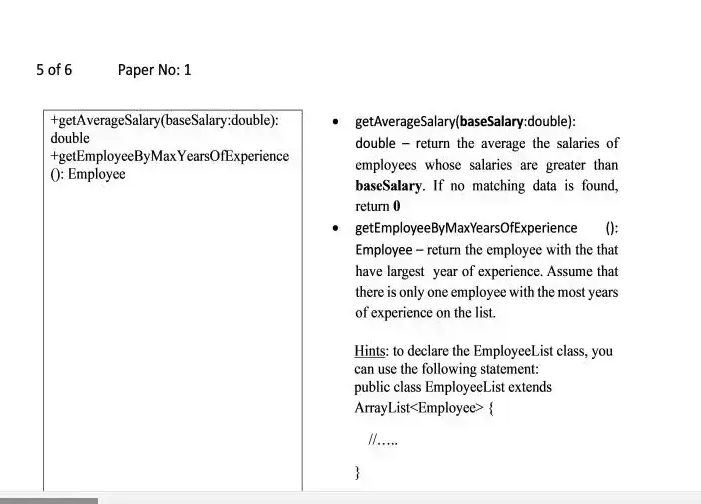 5 of 6 Paper No: 1
+getAverageSalary(baseSalary:double):
double
+getEmployeeByMaxYearsOfExperience
(): Employee
• getAverageSalary(baseSalary:double):
double – return the average the salaries of
employees whose salaries are greater than
baseSalary. If no matching data is found,
return 0
• getEmployeeByMaxYearsOfExperience ():
Employee – return the employee with the that
have largest year of experience. Assume that
there is only one employee with the most years
of experience on the list.
Hints: to declare the EmployeeList class, you
can use the following statement:
public class EmployeeList extends
ArrayList<Employee> {
//…..
}